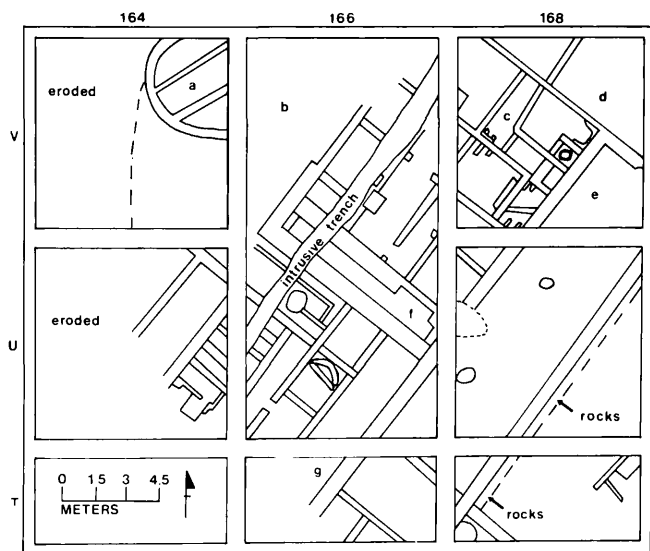 164 166 168
V
eroded
a
b
c
d
e
intrusive trench
U
eroded
f
rocks
T
0 1.5 3 4.5
METERS
g
rocks